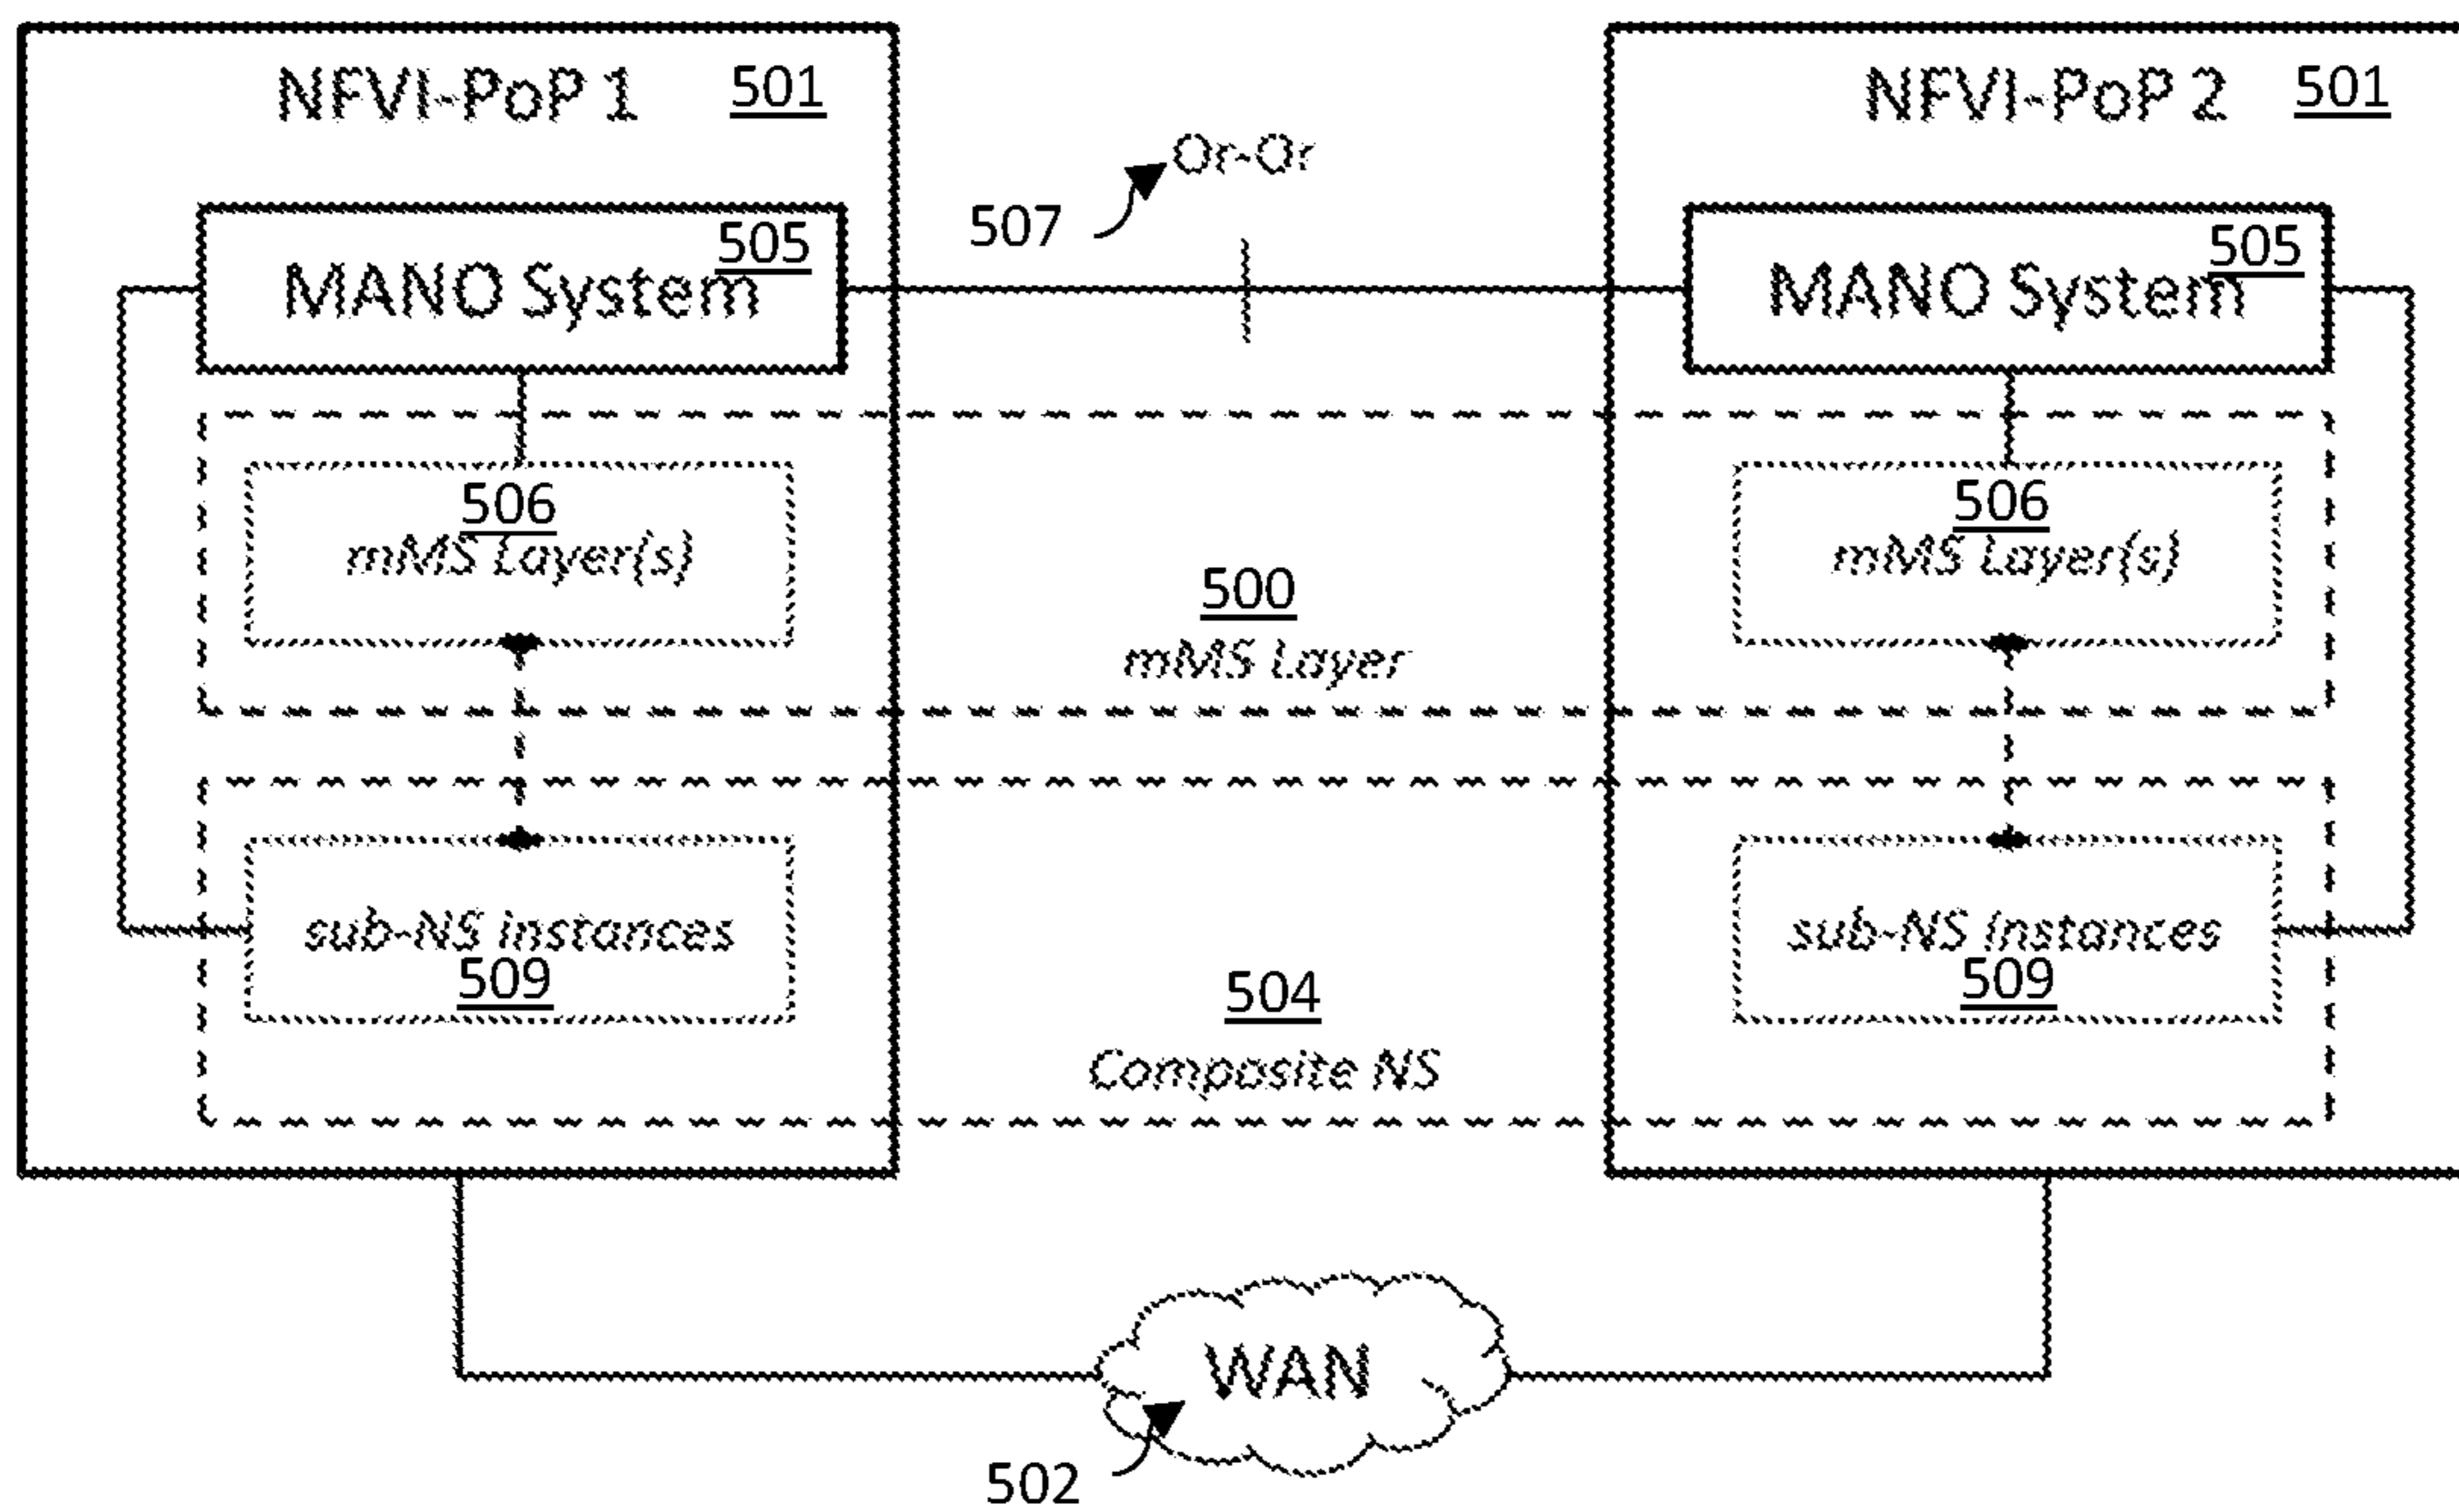 NFVI-PoP 1 501
NFVI-PoP 2 501
Or-Or
507
505
MANO System
505
MANO System
506
mMS Layer(s)
506
mMS Layer(s)
500
mMS Layer
sub-NS instances
509
sub-NS instances
509
504
Composite NS
WAN
502